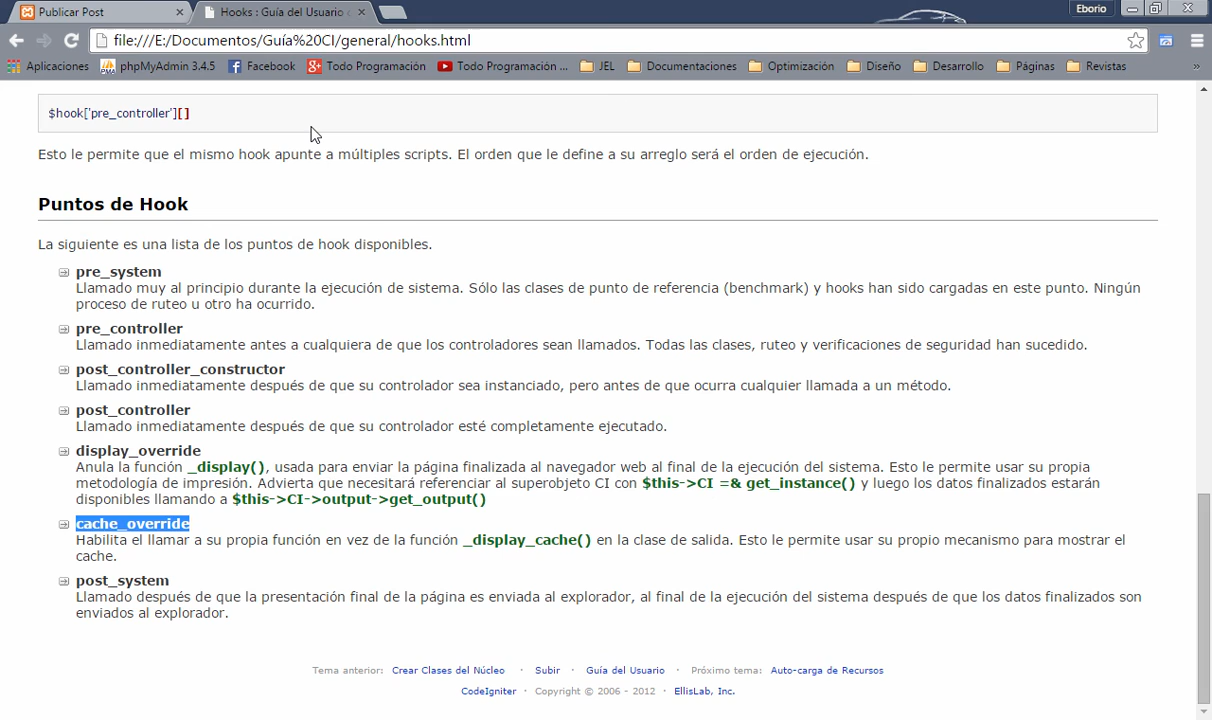 Publicar Post
Hooks : Guía del Usuario
Eborio
file:///E:/Documentos/Guía%20CI/general/hooks.html
Aplicaciones phpMyAdmin 3.4.5 Facebook Todo Programación Todo Programación ... JEL Documentaciones Optimización Diseño Desarrollo Páginas Revistas »
$hook['pre_controller'][]
Esto le permite que el mismo hook apunte a múltiples scripts. El orden que le define a su arreglo será el orden de ejecución.
Puntos de Hook
La siguiente es una lista de los puntos de hook disponibles.
pre_system
Llamado muy al principio durante la ejecución de sistema. Sólo las clases de punto de referencia (benchmark) y hooks han sido cargadas en este punto. Ningún
proceso de ruteo u otro ha ocurrido.
pre_controller
Llamado inmediatamente antes a cualquiera de que los controladores sean llamados. Todas las clases, ruteo y verificaciones de seguridad han sucedido.
post_controller_constructor
Llamado inmediatamente después de que su controlador sea instanciado, pero antes de que ocurra cualquier llamada a un método.
post_controller
Llamado inmediatamente después de que su controlador esté completamente ejecutado.
display_override
Anula la función _display(), usada para enviar la página finalizada al navegador web al final de la ejecución del sistema. Esto le permite usar su propia
metodología de impresión. Advierta que necesitará referenciar al superobjeto CI con $this->CI =& get_instance() y luego los datos finalizados estarán
disponibles llamando a $this->CI->output->get_output()
cache_override
Habilita el llamar a su propia función en vez de la función _display_cache() en la clase de salida. Esto le permite usar su propio mecanismo para mostrar el
cache.
post_system
Llamado después de que la presentación final de la página es enviada al explorador, al final de la ejecución del sistema después de que los datos finalizados son
enviados al explorador.
Tema anterior: Crear Clases del Núcleo · Subir · Guía del Usuario · Próximo tema: Auto-carga de Recursos
CodeIgniter · Copyright © 2006 - 2012 · EllisLab, Inc.